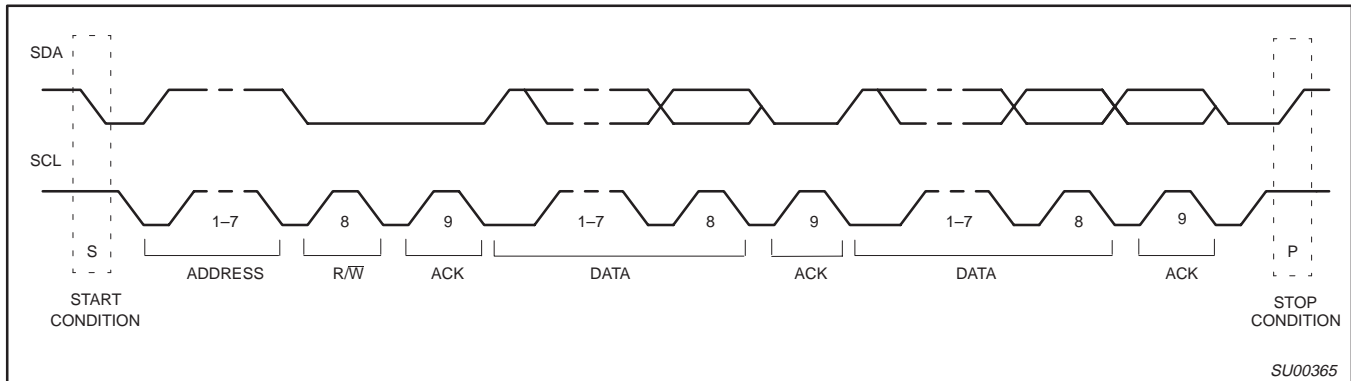 SDA
SCL
1–7 8 9 1–7 8 9 1–7 8 9
S P
ADDRESS R/W̅ ACK DATA ACK DATA ACK
START
CONDITION
STOP
CONDITION
SU00365